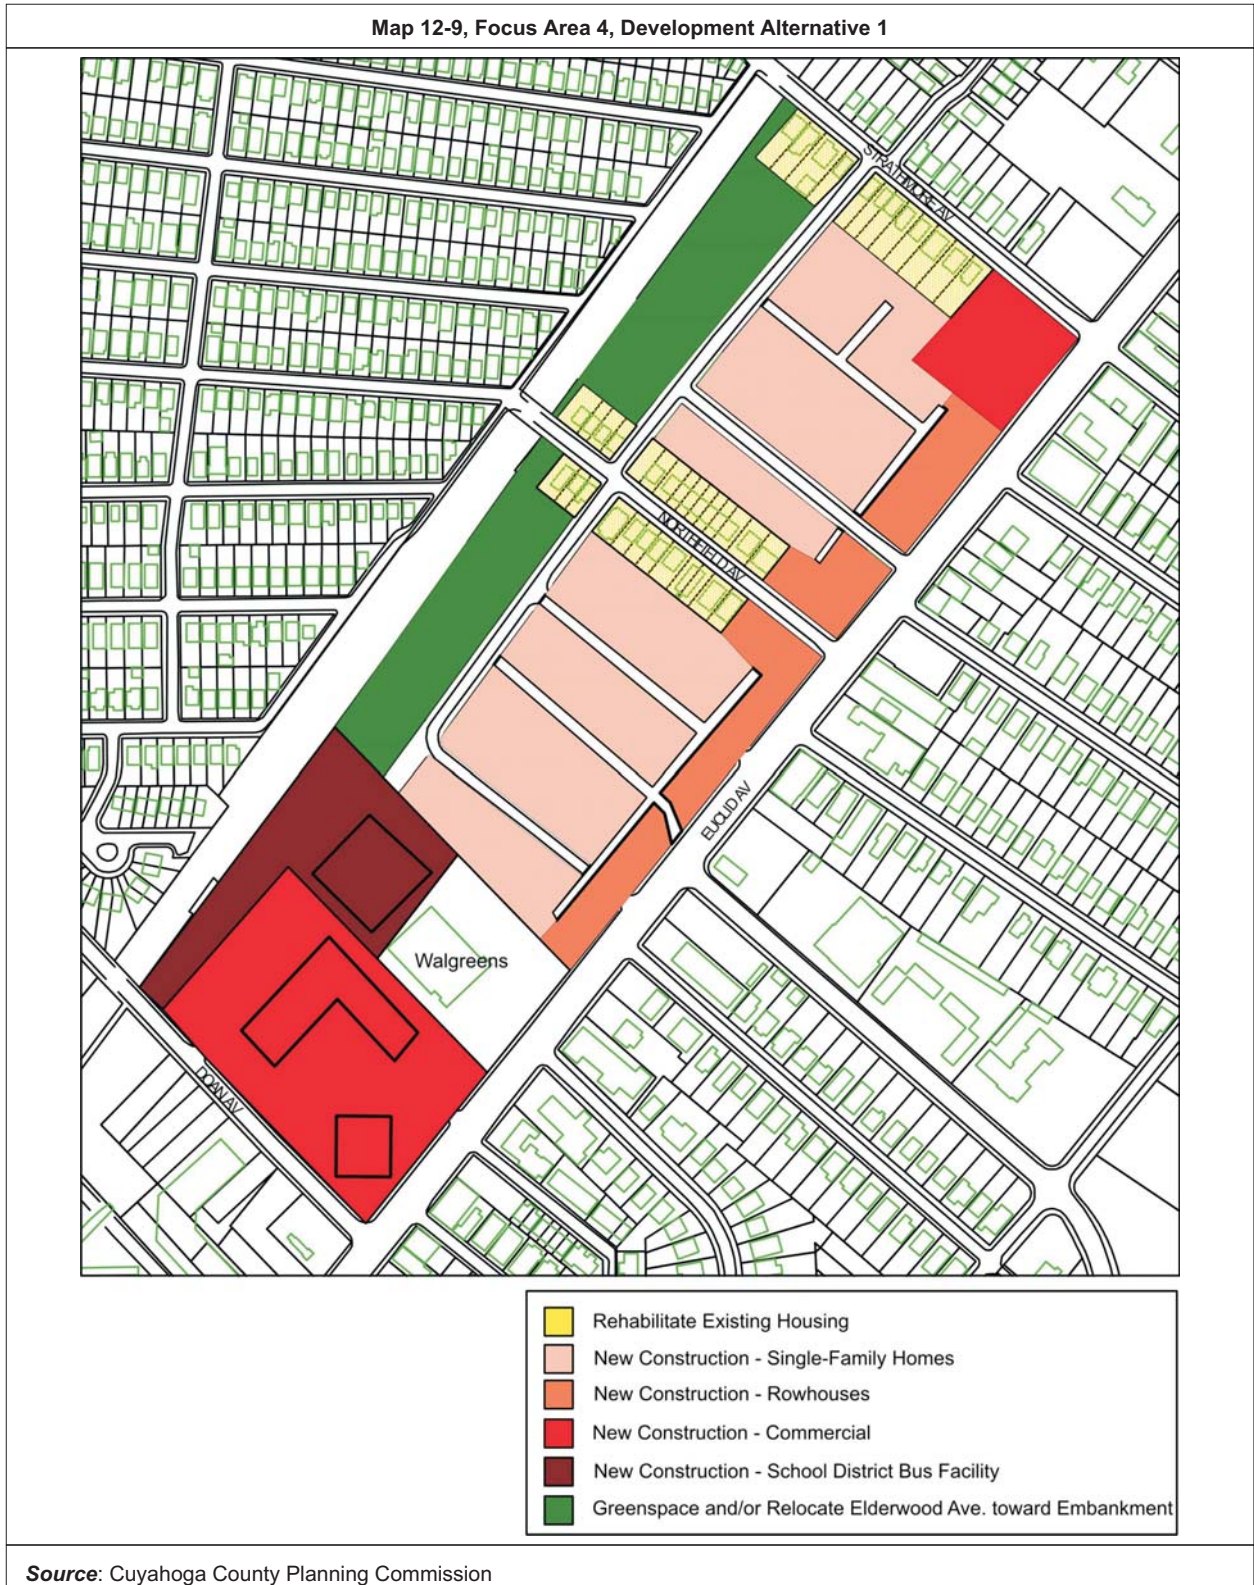 Map 12-9, Focus Area 4, Development Alternative 1
STRATHMORE AV
NORTHFIELD AV
EUCLID AV
Walgreens
DOAN AV
Rehabilitate Existing Housing
New Construction - Single-Family Homes
New Construction - Rowhouses
New Construction - Commercial
New Construction - School District Bus Facility
Greenspace and/or Relocate Elderwood Ave. toward Embankment
Source: Cuyahoga County Planning Commission